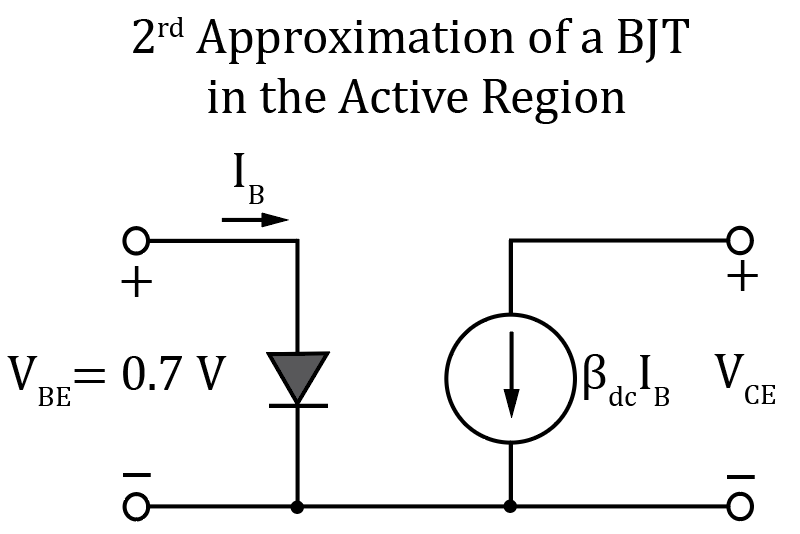 2rd Approximation of a BJT
in the Active Region
IB
+ +
VBE= 0.7 V βdcIB VCE
− −